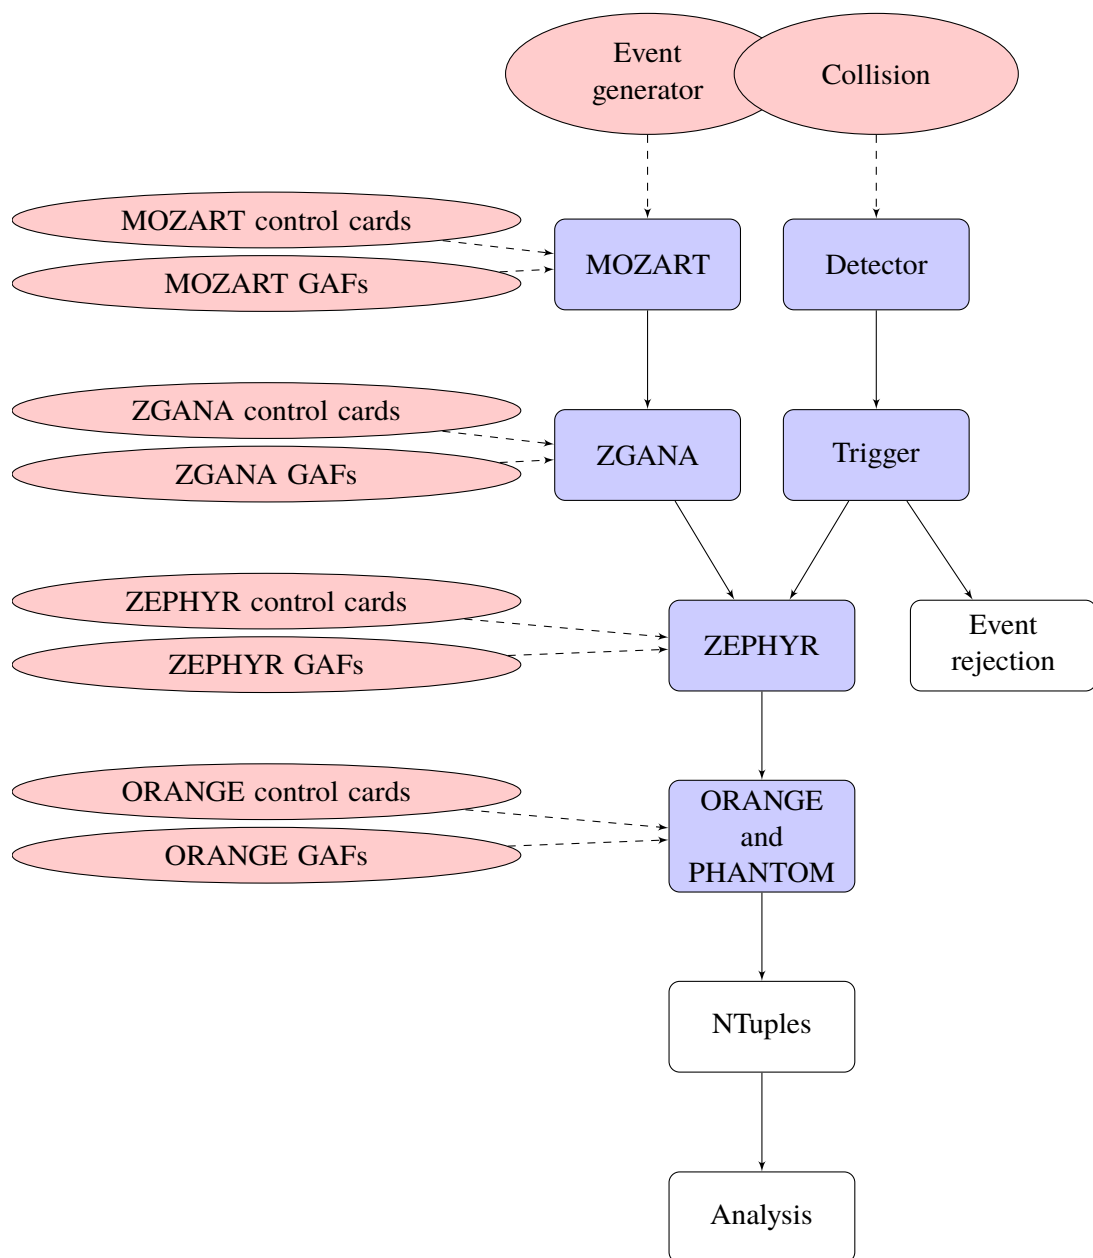 Event
generator
Collision
MOZART control cards
MOZART GAFs
MOZART
Detector
ZGANA control cards
ZGANA GAFs
ZGANA
Trigger
ZEPHYR control cards
ZEPHYR GAFs
ZEPHYR
Event
rejection
ORANGE control cards
ORANGE GAFs
ORANGE
and
PHANTOM
NTuples
Analysis